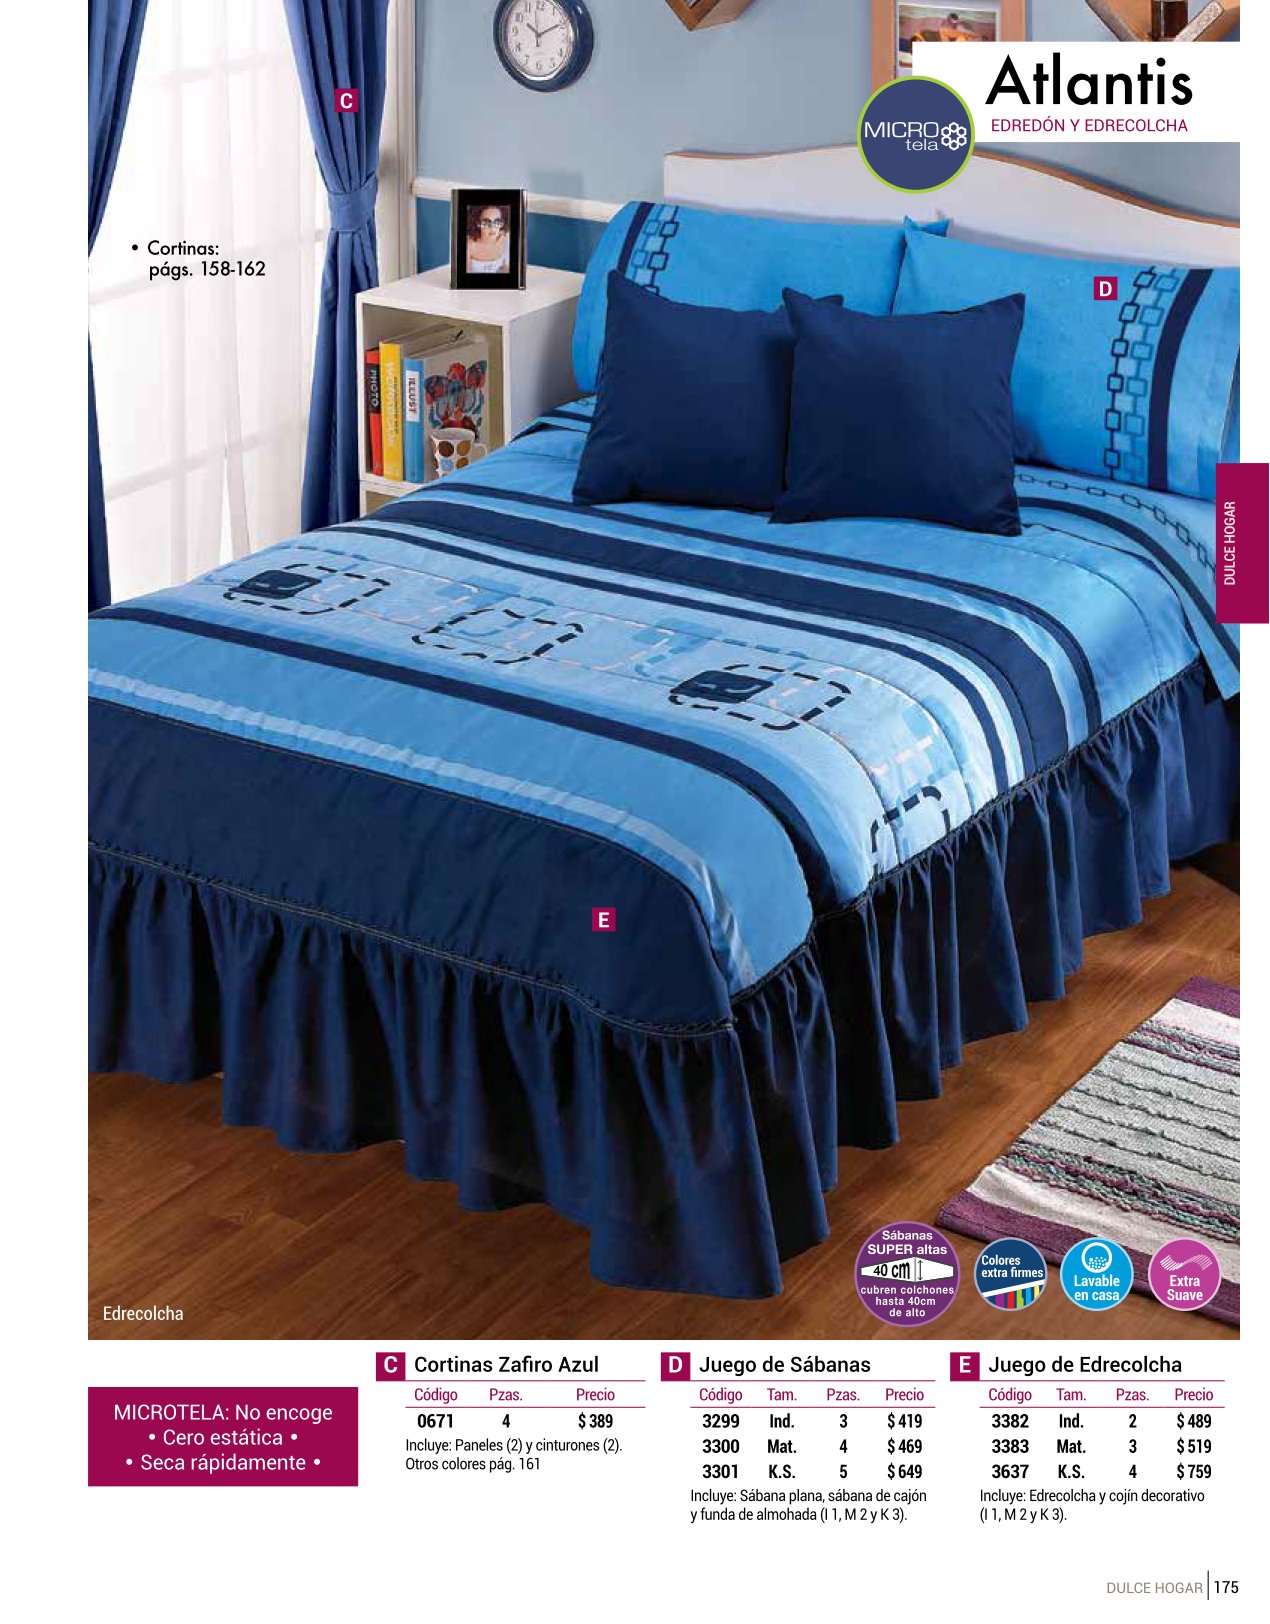 C
Atlantis
EDREDÓN Y EDRECOLCHA
MICRO
tela
• Cortinas:
págs. 158-162
D
PHOTO
ILLUST
DULCE HOGAR
E
Sábanas
SUPER altas
40 cm
cubren colchones
hasta 40cm
de alto
Colores
extra firmes
Lavable
en casa
Extra
Suave
Edrecolcha
MICROTELA: No encoge
• Cero estática •
• Seca rápidamente •
C Cortinas Zafiro Azul
Código Pzas. Precio
0671 4 $ 389
Incluye: Paneles (2) y cinturones (2).
Otros colores pág. 161
D Juego de Sábanas
Código Tam. Pzas. Precio
3299 Ind. 3 $ 419
3300 Mat. 4 $ 469
3301 K.S. 5 $ 649
Incluye: Sábana plana, sábana de cajón
y funda de almohada (I 1, M 2 y K 3).
E Juego de Edrecolcha
Código Tam. Pzas. Precio
3382 Ind. 2 $ 489
3383 Mat. 3 $ 519
3637 K.S. 4 $ 759
Incluye: Edrecolcha y cojín decorativo
(I 1, M 2 y K 3).
DULCE HOGAR 175